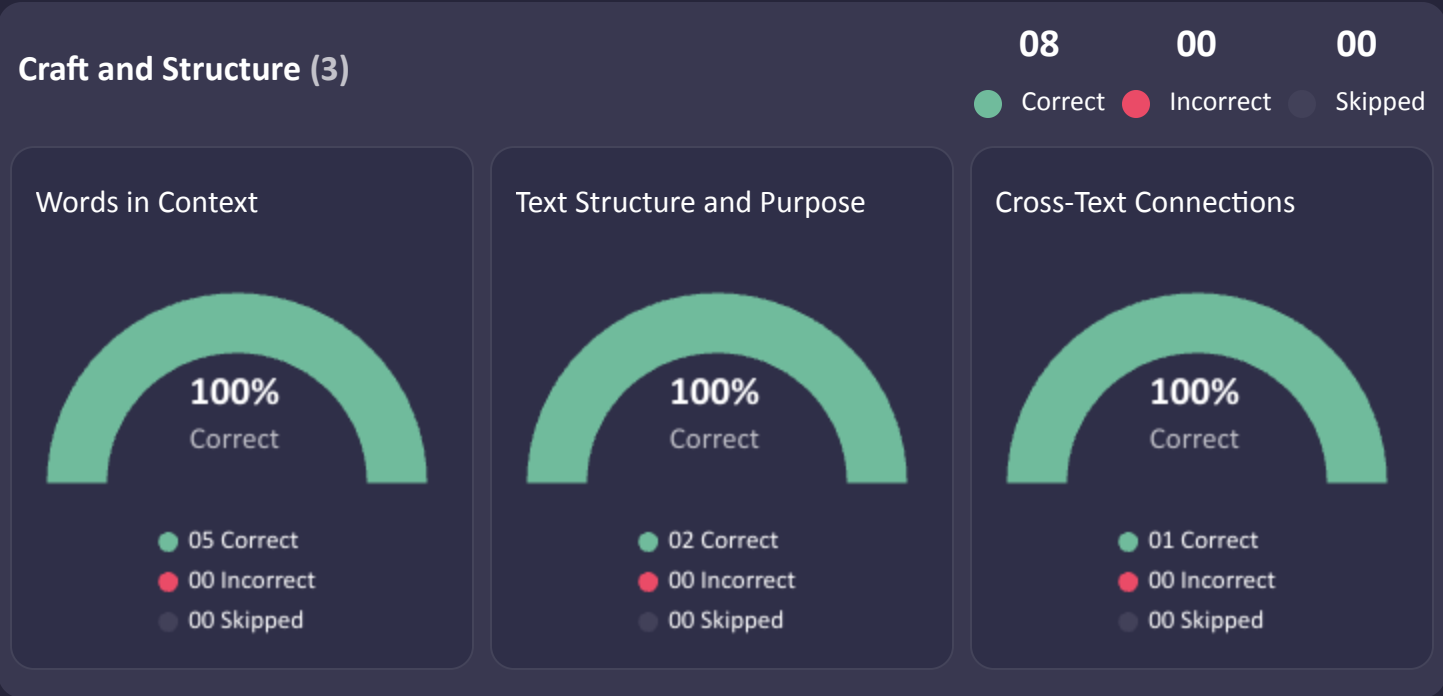 Craft and Structure (3)
08 00 00
Correct Incorrect Skipped
Words in Context
100%
Correct
05 Correct
00 Incorrect
00 Skipped
Text Structure and Purpose
100%
Correct
02 Correct
00 Incorrect
00 Skipped
Cross-Text Connections
100%
Correct
01 Correct
00 Incorrect
00 Skipped